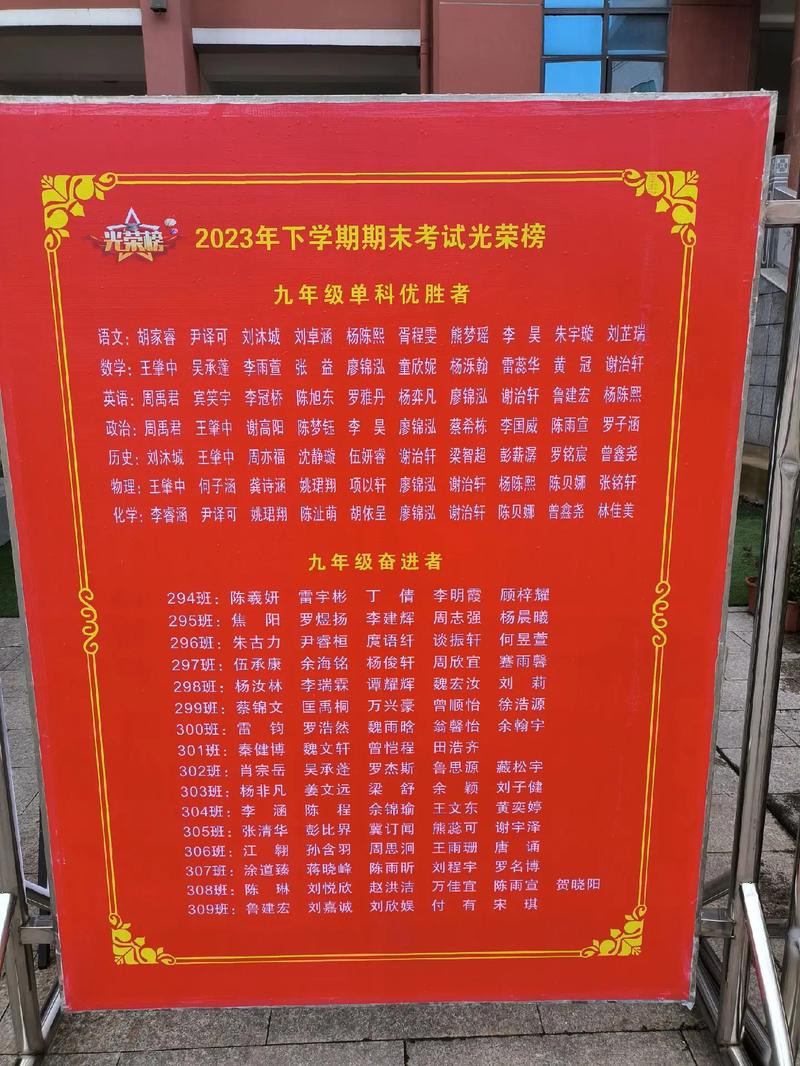 光荣榜
2023年下学期期末考试光荣榜
九年级单科优胜者
语文：胡家睿 尹译可 刘沐城 刘卓涵 杨陈熙 胥程雯 熊梦瑶 李昊 朱宇璇 刘芷瑞
数学：王肇中 吴承蓬 李雨萱 张益 廖锦泓 童欣妮 杨泺翰 雷蕊华 黄冠 谢治轩
英语：周禹君 宾笑宇 李冠桥 陈旭东 罗雅丹 杨弈凡 廖锦泓 谢治轩 鲁建宏 杨陈熙
政治：周禹君 王肇中 谢高阳 陈梦钰 李昊 廖锦泓 蔡希栋 李国威 陈雨宣 罗子涵
历史：刘沐城 王肇中 周亦福 沈静璇 伍妍睿 谢治轩 梁智超 彭薪潺 罗铭宸 曾鑫尧
物理：王肇中 何子涵 龚诗涵 姚珺翔 项以轩 廖锦泓 谢治轩 杨陈熙 陈贝娜 张铭轩
化学：李睿涵 尹译可 姚珺翔 陈沚萌 胡依呈 廖锦泓 谢治轩 陈贝娜 曾鑫尧 林佳美
九年级奋进者
294班：陈羲妍 雷宇彬 丁倩 李明霞 顾梓耀
295班：焦阳 罗煜扬 李建辉 周志强 杨晨曦
296班：朱古力 尹睿桓 庹语纤 谈振轩 何昱萱
297班：伍承康 余海铭 杨俊轩 周欣宜 蹇雨馨
298班：杨汝林 李瑞霖 谭耀辉 魏宏汝 刘莉
299班：蔡锦文 匡禹桐 万兴豪 曾顺怡 徐浩源
300班：雷钧 罗浩然 魏雨晗 翁馨怡 余翰宇
301班：秦健博 魏文轩 曾恺程 田浩齐
302班：肖宗岳 吴承蓬 罗杰斯 鲁思源 臧松宇
303班：杨非凡 姜文远 梁舒 余颖 刘子健
304班：李涵 陈程 佘锦瑜 王文东 黄奕婷
305班：张清华 彭比界 冀订闻 熊蕊可 谢宇泽
306班：江翱 孙含羽 周思洄 王雨珊 唐诵
307班：涂道臻 蒋晓峰 陈雨昕 刘程宇 罗名博
308班：陈琳 刘悦欣 赵洪洁 万佳宜 陈雨宣 贺晓阳
309班：鲁建宏 刘嘉诚 刘欣娱 付有 宋琪